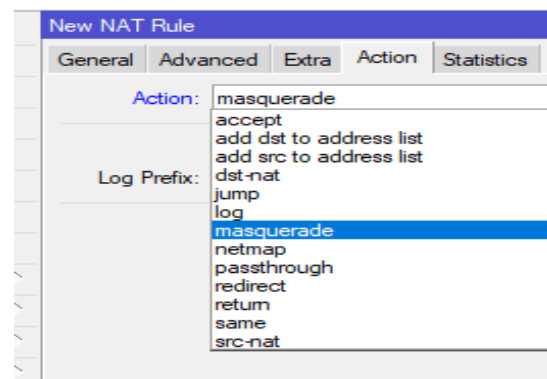 New NAT Rule
General Advanced Extra Action Statistics
Action: masquerade
accept
add dst to address list
add src to address list
Log Prefix: dst-nat
jump
log
masquerade
netmap
passthrough
redirect
return
same
src-nat